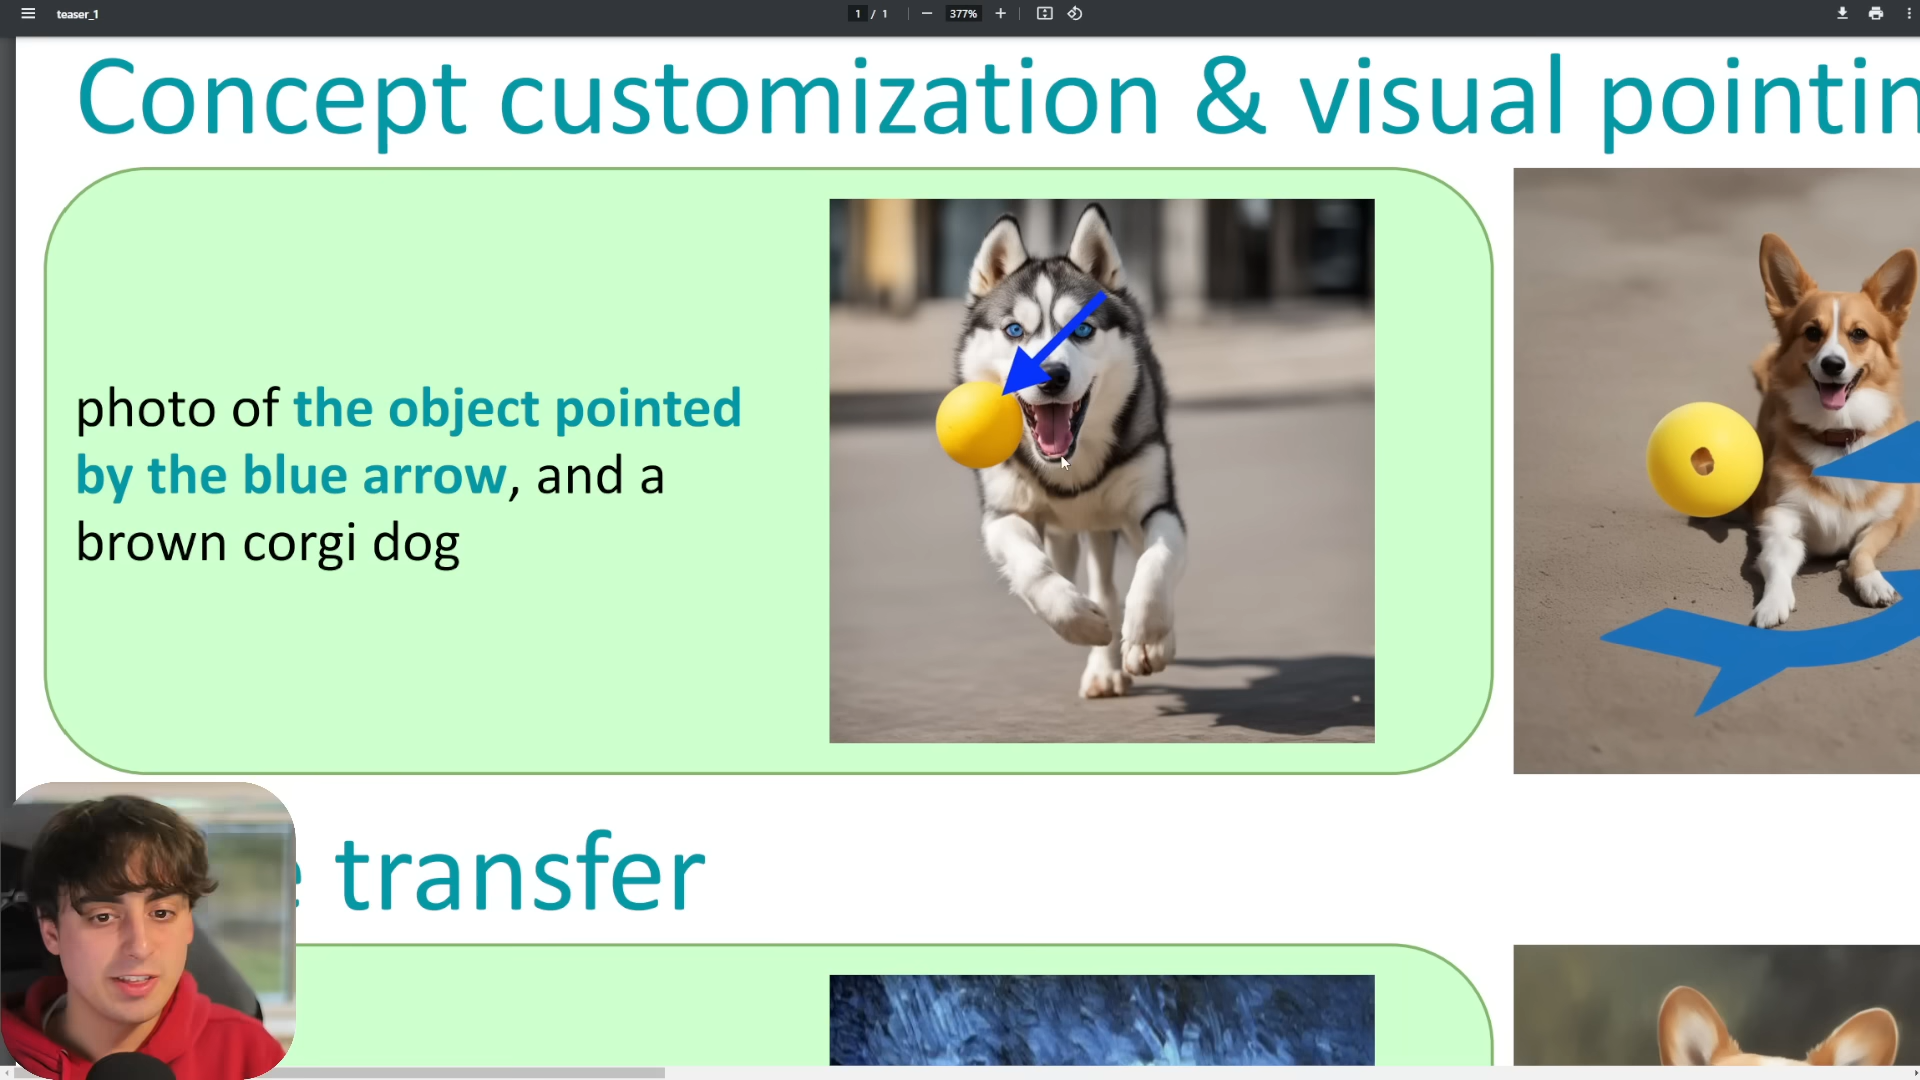 teaser_1
1 / 1
377%
Concept customization & visual pointin
photo of the object pointed
by the blue arrow, and a
brown corgi dog
e transfer